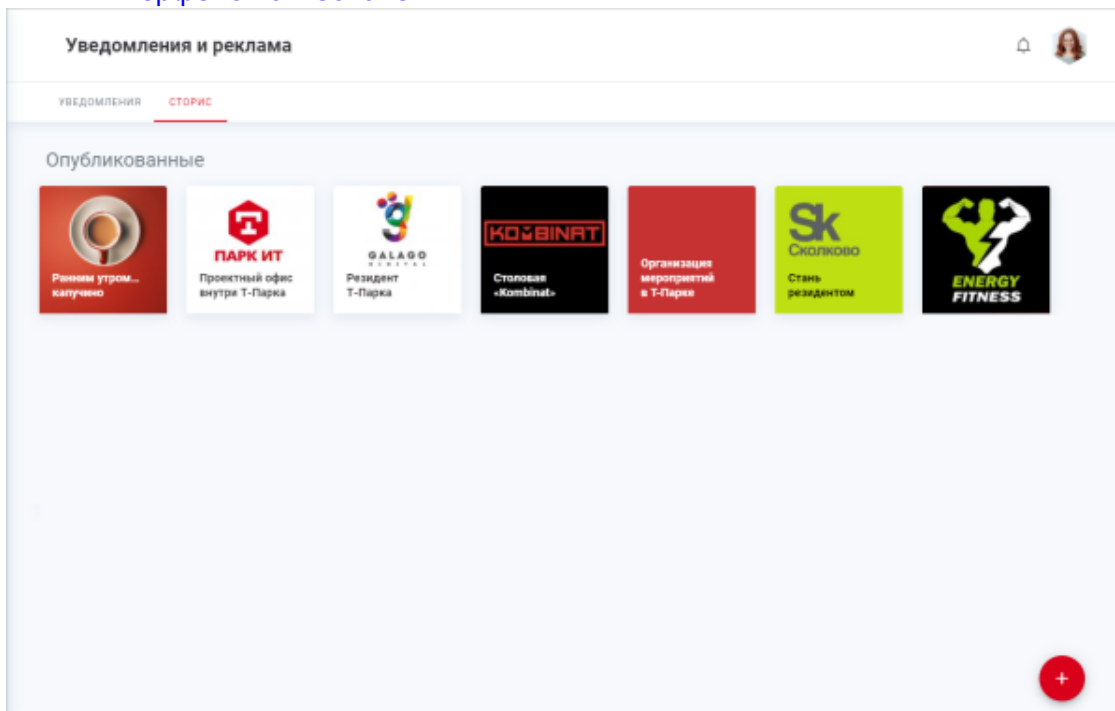 Уведомления и реклама
УВЕДОМЛЕНИЯ СТОРИС
Опубликованные
Ранним утром...
капучино
ПАРК ИТ
Проектный офис
внутри Т-Парка
g
GALAGO
DIGITAL
Резидент
Т-Парка
KOMBINAT
Столовая
«Kombinat»
Организация
мероприятий
в Т-Парке
Sk
Сколково
Стань
резидентом
ENERGY
FITNESS
+